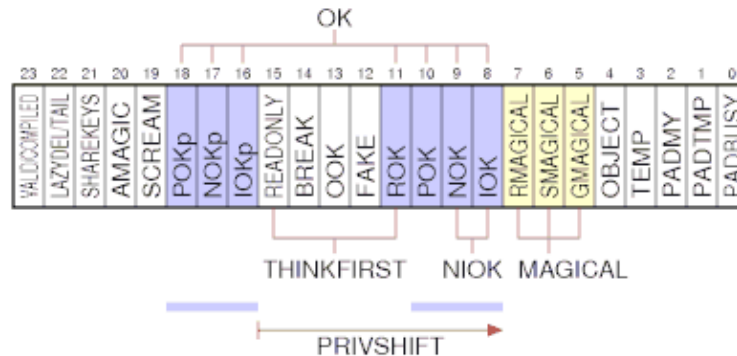 OK
23 22 21 20 19 18 17 16 15 14 13 12 11 10 9 8 7 6 5 4 3 2 1 0
VALID/COMPILED
LAZYDEL/TAIL
SHAREKEYS
AMAGIC
SCREAM
POKp
NOKp
IOKp
READONLY
BREAK
OOK
FAKE
ROK
POK
NOK
IOK
RMAGICAL
SMAGICAL
GMAGICAL
OBJECT
TEMP
PADMY
PADTMP
PADBUSY
THINKFIRST NIOK MAGICAL
PRIVSHIFT